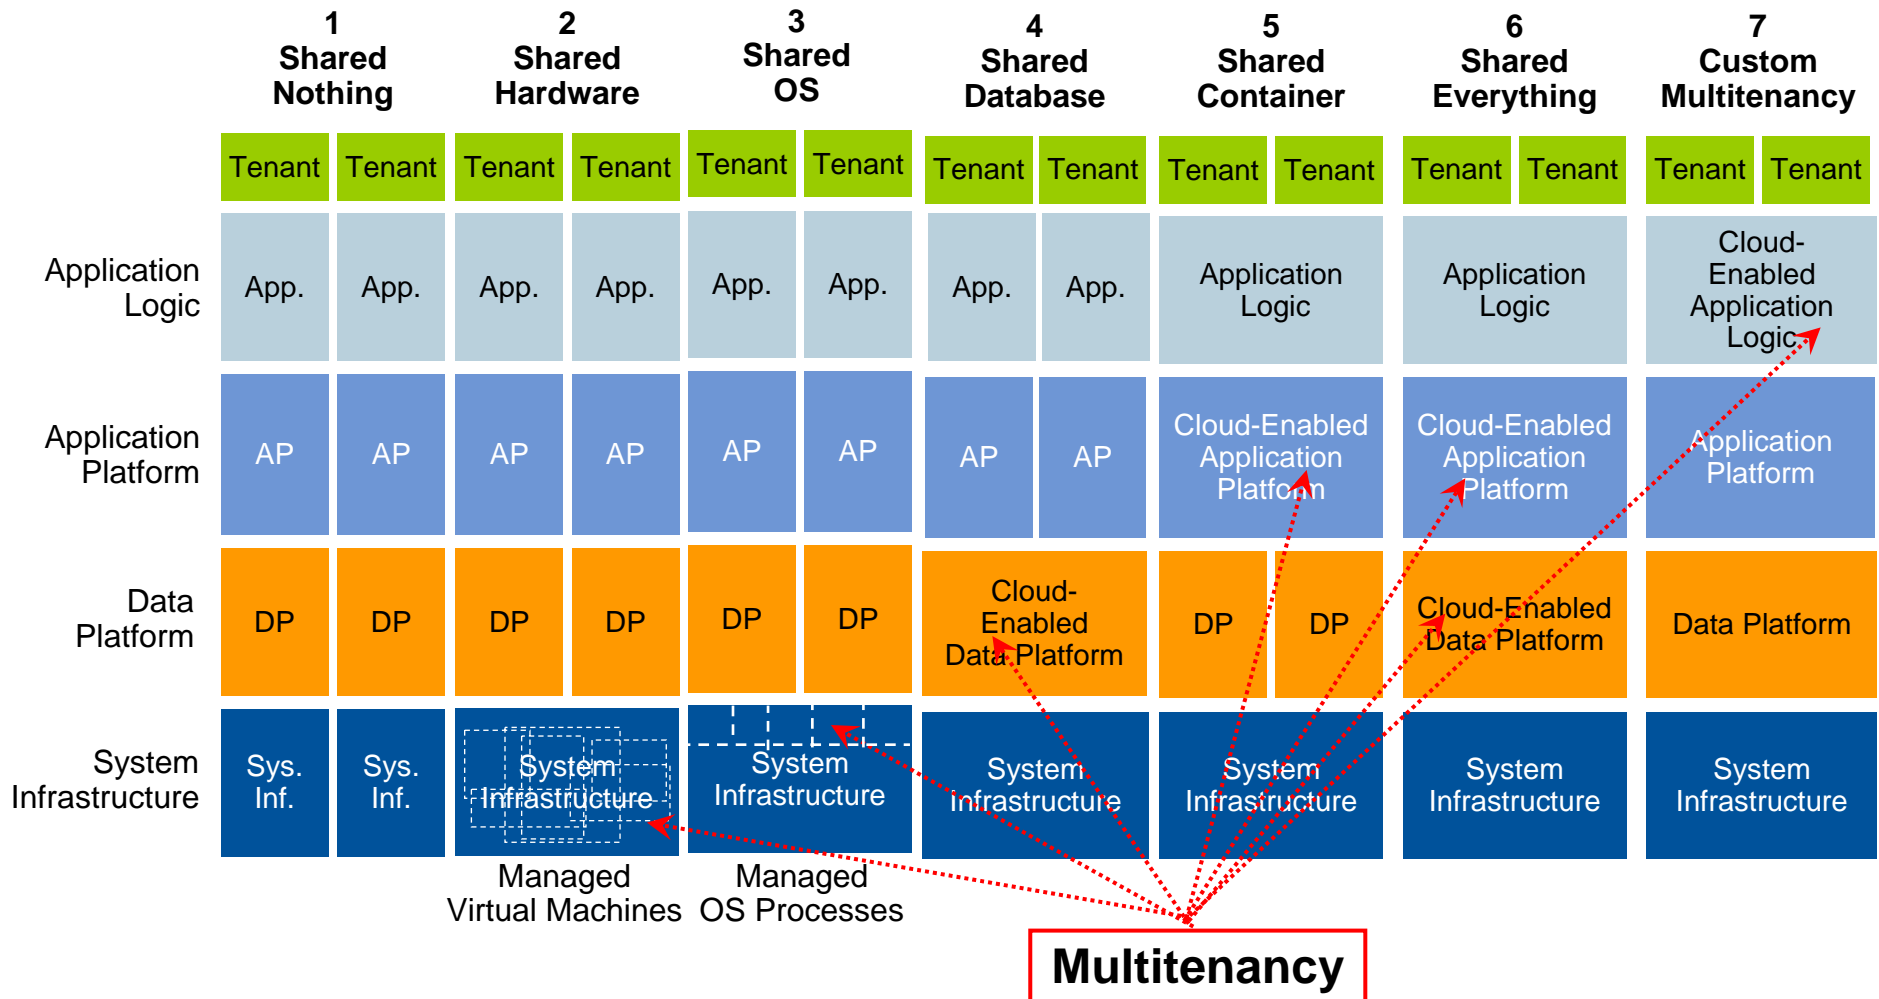 1
Shared
Nothing
2
Shared
Hardware
3
Shared
OS
4
Shared
Database
5
Shared
Container
6
Shared
Everything
7
Custom
Multitenancy
Tenant Tenant Tenant Tenant Tenant Tenant Tenant Tenant Tenant Tenant Tenant Tenant Tenant Tenant
Application
Logic
App. App. App. App. App. App. App. App.
Application
Logic
Application
Logic
Cloud-
Enabled
Application
Logic
Application
Platform
AP AP AP AP AP AP AP AP
Cloud-Enabled
Application
Platform
Cloud-Enabled
Application
Platform
Application
Platform
Data
Platform
DP DP DP DP DP DP
Cloud-
Enabled
Data Platform
DP DP
Cloud-Enabled
Data Platform
Data Platform
System
Infrastructure
Sys.
Inf.
Sys.
Inf.
System
Infrastructure
System
Infrastructure
System
Infrastructure
System
Infrastructure
System
Infrastructure
System
Infrastructure
Managed
Virtual Machines
Managed
OS Processes
Multitenancy